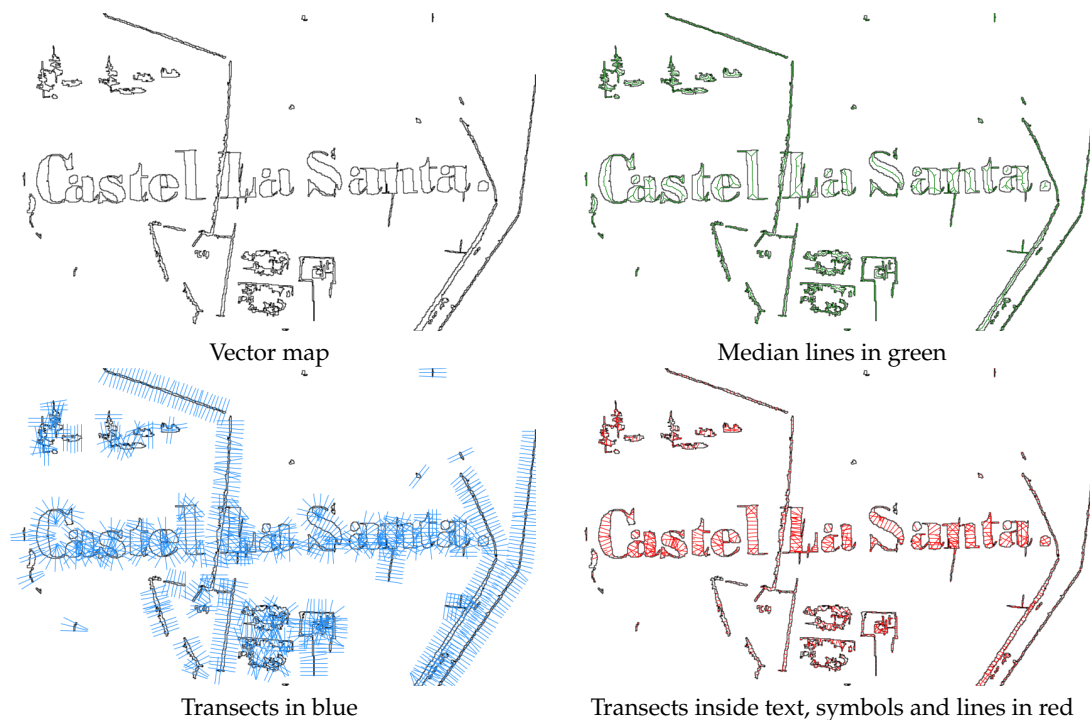 Castel La Santa. Castel La Santa.
Vector map Median lines in green
Castel La Santa. Castel La Santa.
Transects in blue Transects inside text, symbols and lines in red